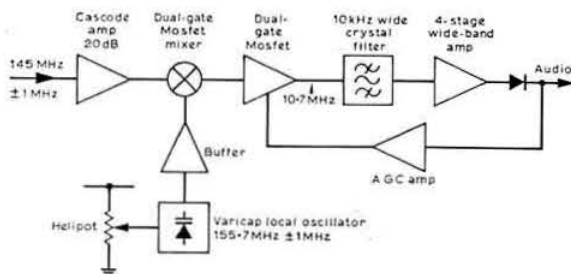 Cascode
amp
20dB
Dual-gate
Mosfet
mixer
Dual-
gate
Mosfet
10kHz wide
crystal
filter
4-stage
wide-band
amp
145 MHz
±1 MHz
10·7MHz
Audio
Buffer
AGC amp
Helipot
Varicap local oscillator
155·7MHz ±1MHz